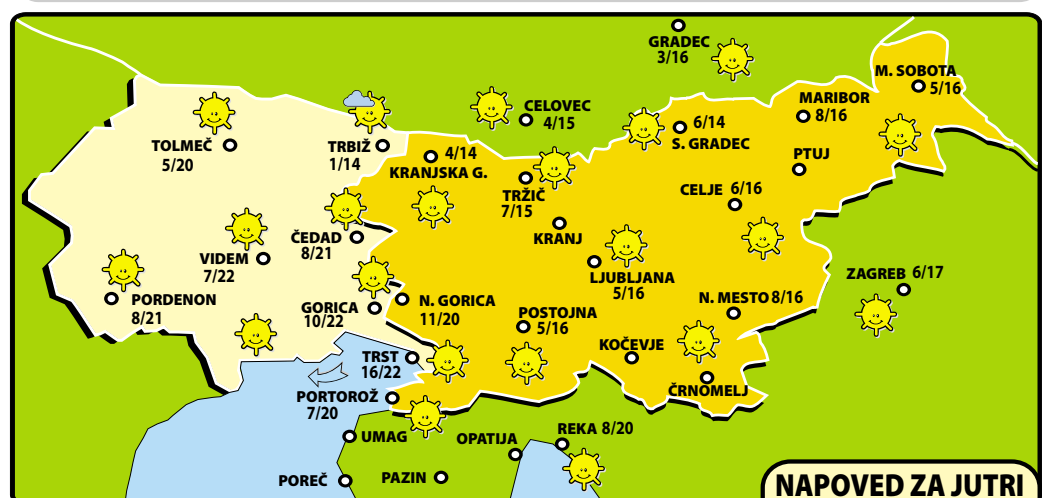 GRADEC
3/16
M. SOBOTA
5/16
MARIBOR
8/16
CELOVEC
4/15
6/14
S. GRADEC
TOLMEČ
5/20
TRBIŽ
1/14
4/14
KRANJSKA G.
PTUJ
TRŽIČ
7/15
CELJE 6/16
KRANJ
ČEDAD
8/21
VIDEM
7/22
LJUBLJANA
5/16
ZAGREB 6/17
PORDENON
8/21
GORICA
10/22
N. GORICA
11/20
N. MESTO 8/16
POSTOJNA
5/16
KOČEVJE
TRST
16/22
ČRNOMELJ
PORTOROŽ
7/20
UMAG
OPATIJA
REKA 8/20
POREČ
PAZIN
NAPOVED ZA JUTRI